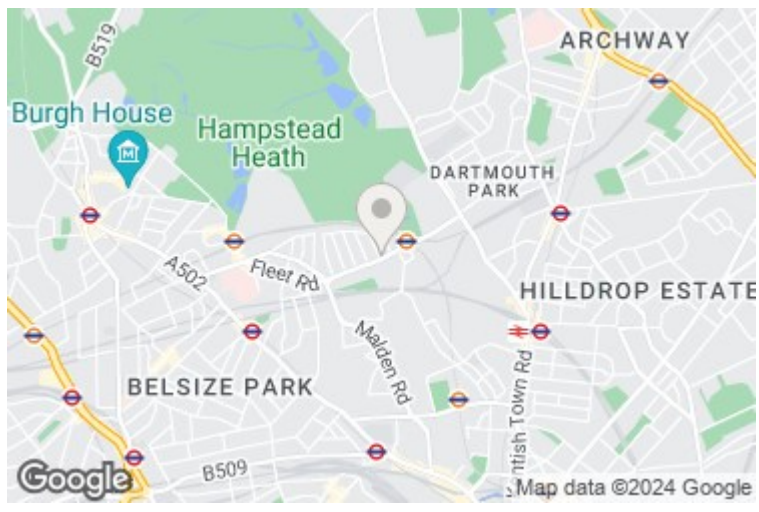 B519
ARCHWAY
Burgh House
Hampstead
Heath
DARTMOUTH
PARK
A502
Fleet Rd
HILLDROP ESTATE
Malden Rd
BELSIZE PARK
ntish Town Rd
B509
Google
Map data ©2024 Google